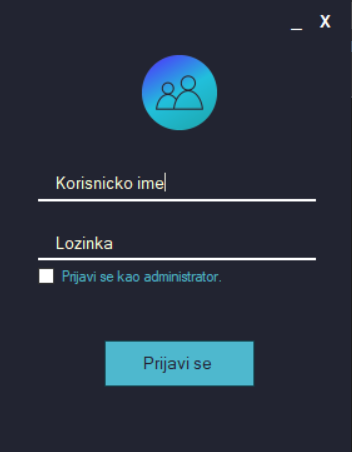 _ X
Korisnicko ime
Lozinka
Prijavi se kao administrator.
Prijavi se